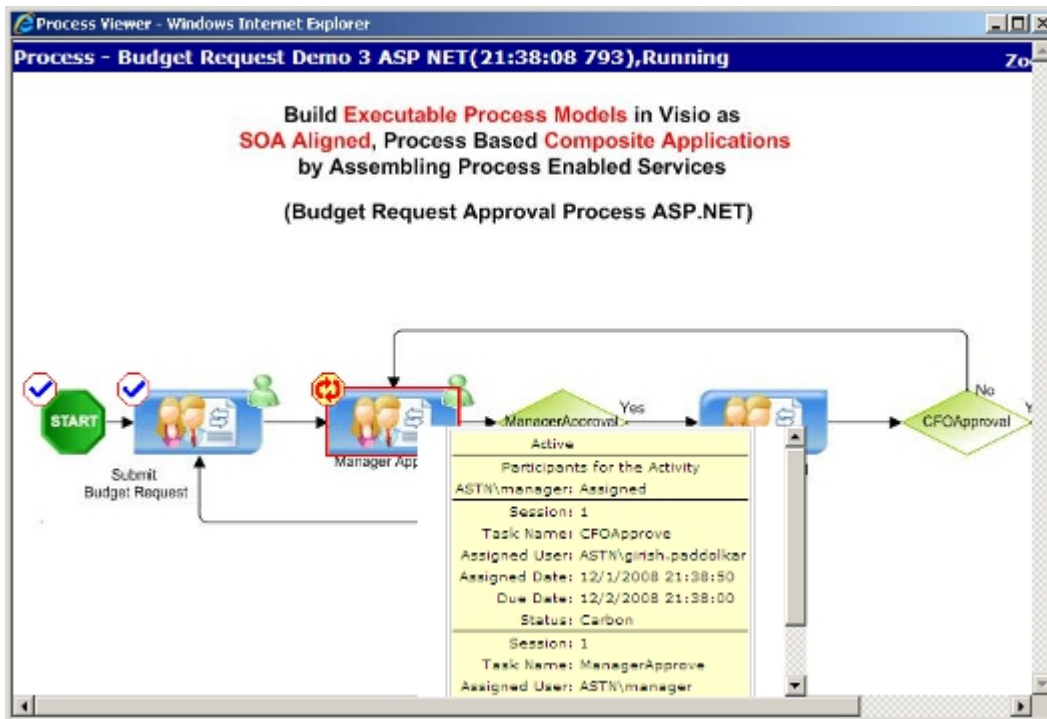 Process Viewer - Windows Internet Explorer
Process - Budget Request Demo 3 ASP NET(21:38:08 793),Running
Zo
Build Executable Process Models in Visio as
SOA Aligned, Process Based Composite Applications
by Assembling Process Enabled Services
(Budget Request Approval Process ASP.NET)
START
Submit
Budget Request
Manager App
ManagerApproval
Yes
CFOApproval
No
Y
Active
Participants for the Activity
ASTN\manager: Assigned
Session: 1
Task Name: CFOApprove
Assigned User: ASTN\girish.paddolkar
Assigned Date: 12/1/2008 21:38:50
Due Date: 12/2/2008 21:38:00
Status: Carbon
Session: 1
Task Name: ManagerApprove
Assigned User: ASTN\manager